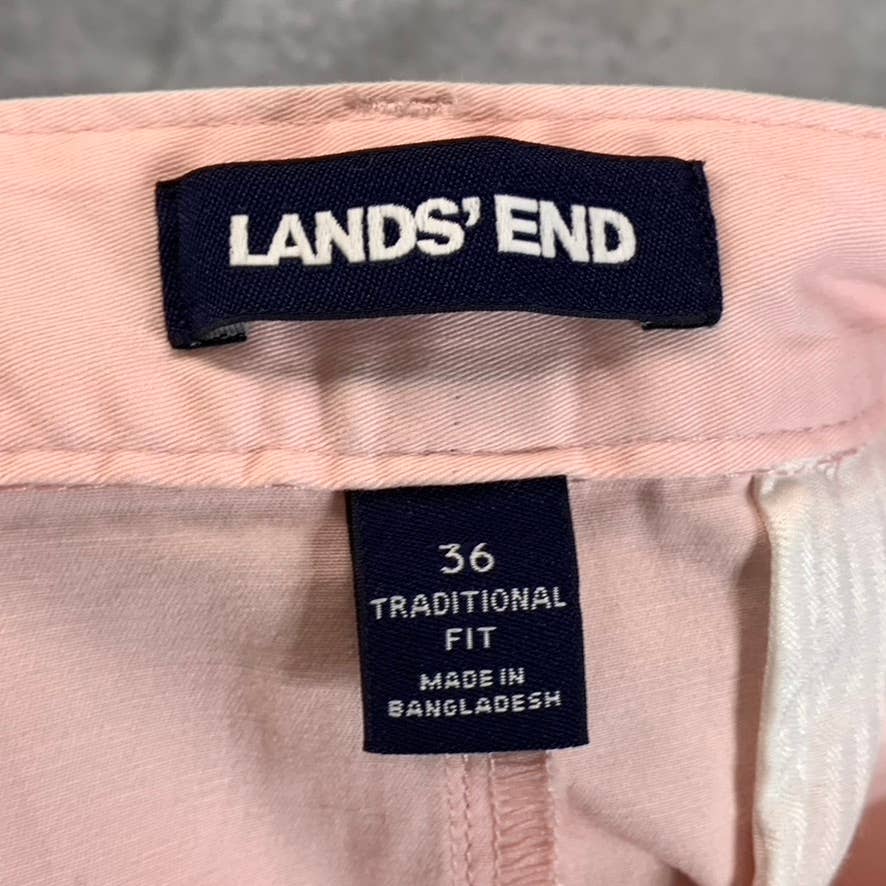 LANDS' END
36
TRADITIONAL
FIT
MADE IN
BANGLADESH